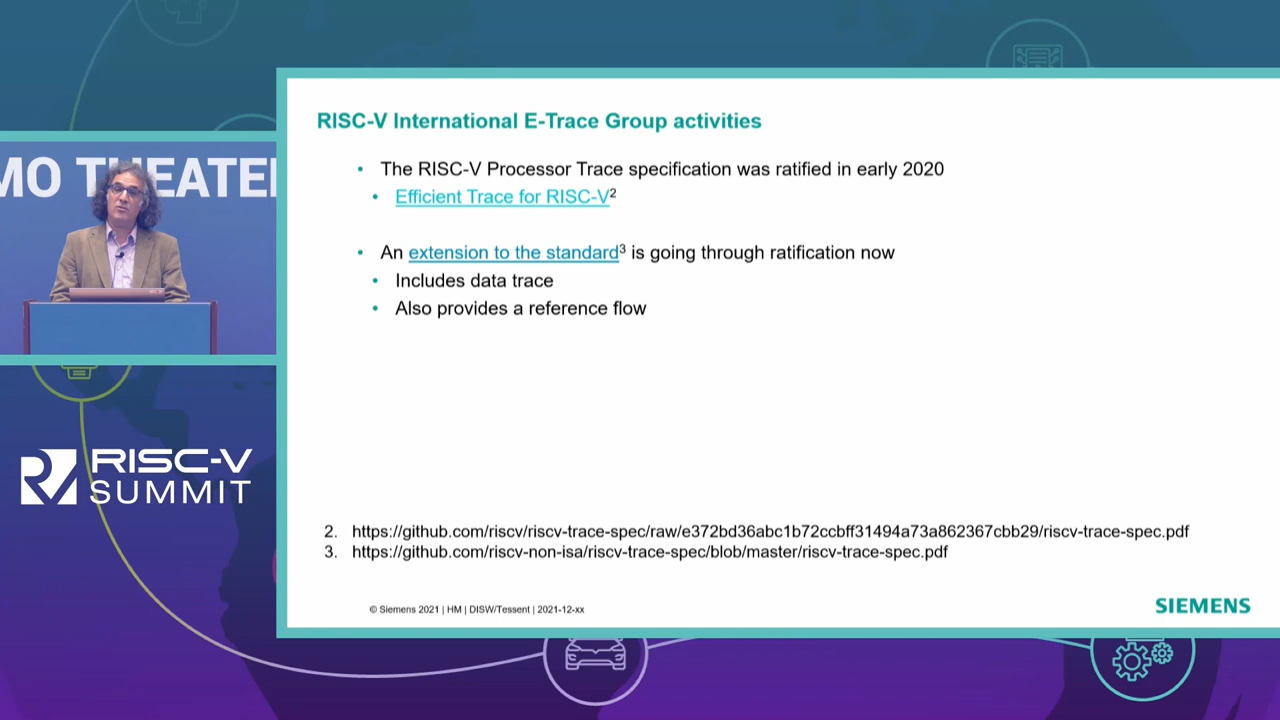 MO THEATE
RISC-V
SUMMIT
RISC-V International E-Trace Group activities
• The RISC-V Processor Trace specification was ratified in early 2020
• Efficient Trace for RISC-V2
• An extension to the standard3 is going through ratification now
• Includes data trace
• Also provides a reference flow
2. https://github.com/riscv/riscv-trace-spec/raw/e372bd36abc1b72ccbff31494a73a862367cbb29/riscv-trace-spec.pdf
3. https://github.com/riscv-non-isa/riscv-trace-spec/blob/master/riscv-trace-spec.pdf
© Siemens 2021 | HM | DISW/Tessent | 2021-12-xx
SIEMENS